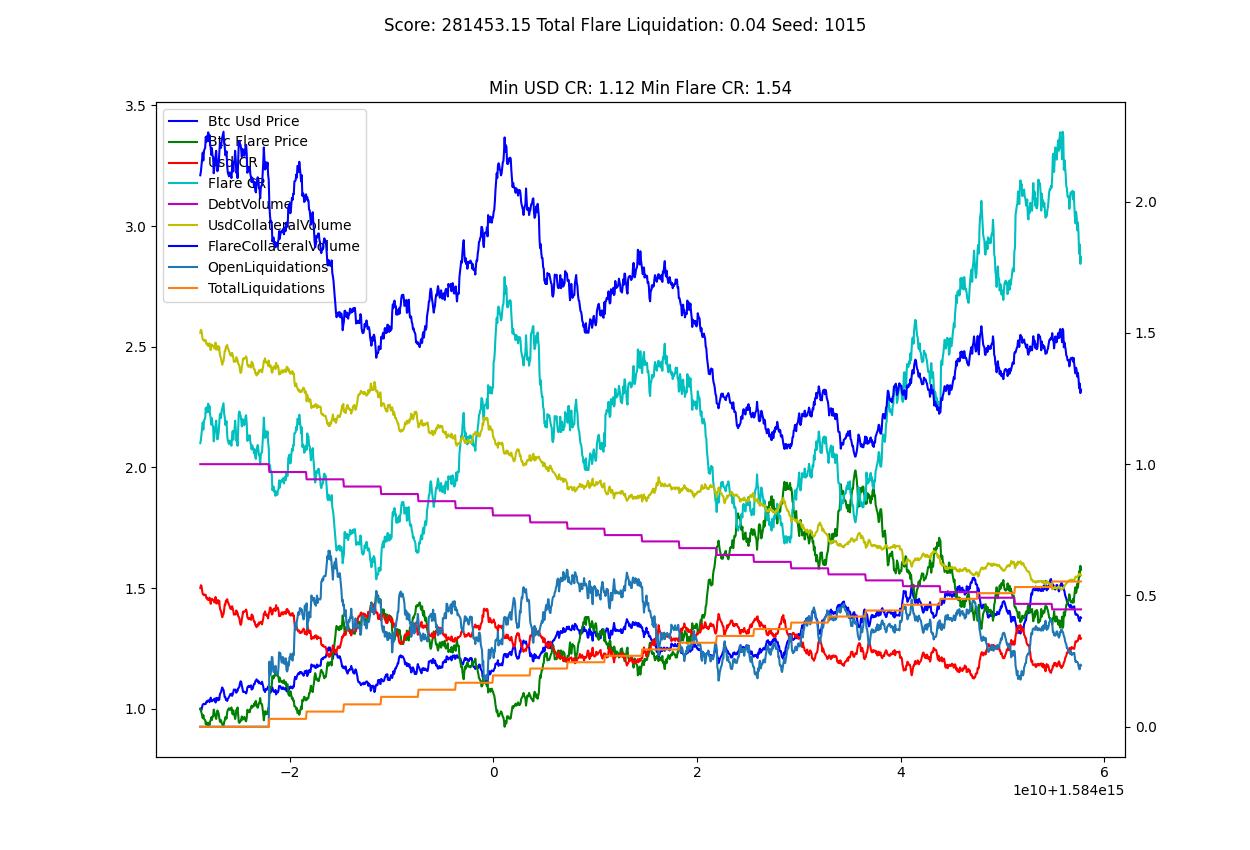 Score: 281453.15 Total Flare Liquidation: 0.04 Seed: 1015
Min USD CR: 1.12 Min Flare CR: 1.54
3.5
3.0
2.5
2.0
1.5
1.0
Btc Usd Price
Btc Flare Price
Usd CR
Flare CR
DebtVolume
UsdCollateralVolume
FlareCollateralVolume
OpenLiquidations
TotalLiquidations
2.0
1.5
1.0
0.5
0.0
−2 0 2 4 6
1e10+1.584e15